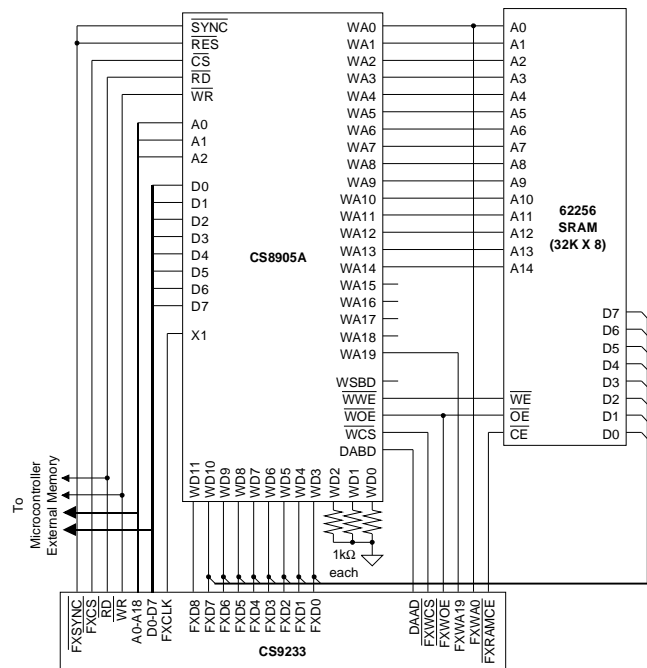 SYNC
RES
CS
RD
WR
A0
A1
A2
D0
D1
D2
D3
D4
D5
D6
D7
X1
CS8905A
WA0
WA1
WA2
WA3
WA4
WA5
WA6
WA7
WA8
WA9
WA10
WA11
WA12
WA13
WA14
WA15
WA16
WA17
WA18
WA19
WSBD
WWE
WOE
WCS
DABD
WD11
WD10
WD9
WD8
WD7
WD6
WD5
WD4
WD3
WD2
WD1
WD0
A0
A1
A2
A3
A4
A5
A6
A7
A8
A9
A10
A11
A12
A13
A14
62256
SRAM
(32K X 8)
D7
D6
D5
D4
D3
D2
D1
D0
WE
OE
CE
To
Microcontroller
External Memory
1kΩ
each
FXSYNC
FXCS
RD
WR
A0-A18
D0-D7
FXCLK
FXD8
FXD7
FXD6
FXD5
FXD4
FXD3
FXD2
FXD1
FXD0
DAAD
FXWCS
FXWOE
FXWA19
FXWA0
FXRAMCE
CS9233